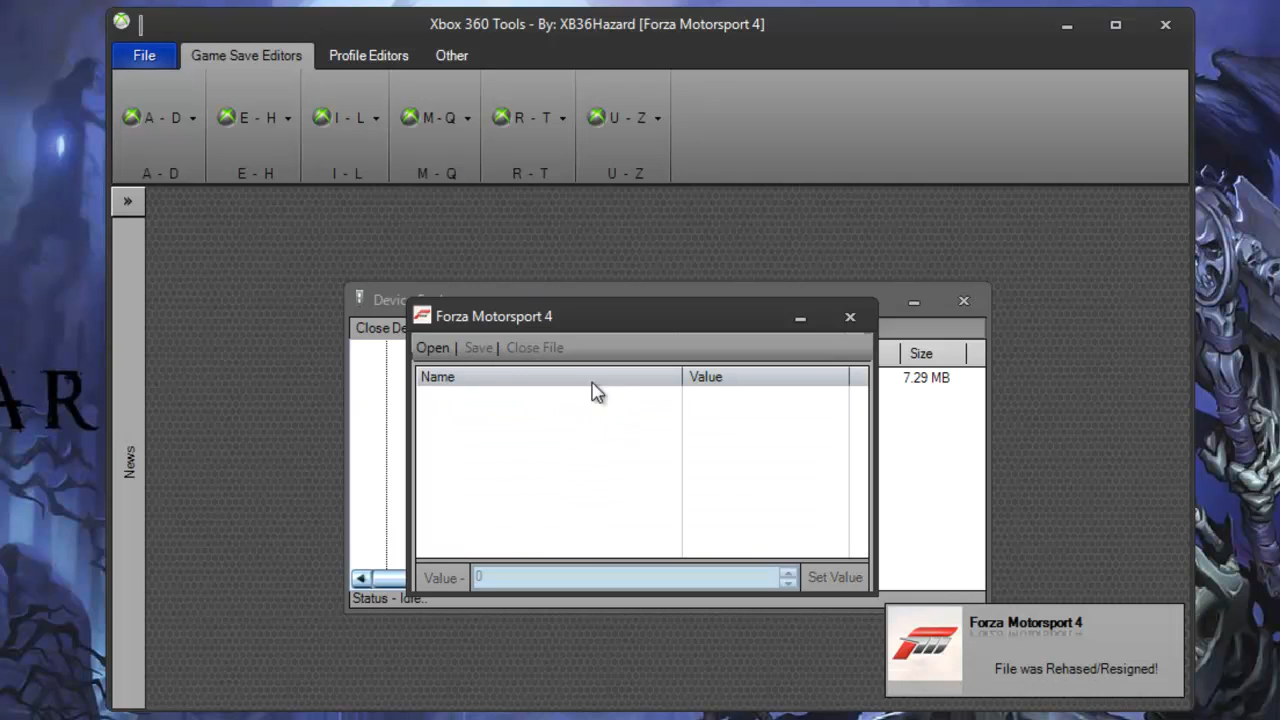 Xbox 360 Tools - By: XB36Hazard [Forza Motorsport 4]
File Game Save Editors Profile Editors Other
A - D E - H I - L M - Q R - T U - Z
A - D E - H I - L M - Q R - T U - Z
»
News
Devic
Close De
Size
7.29 MB
Status - Idle..
Forza Motorsport 4
Open | Save | Close File
Name Value
Value - 0 Set Value
Forza Motorsport 4
File was Rehased/Resigned!
AR